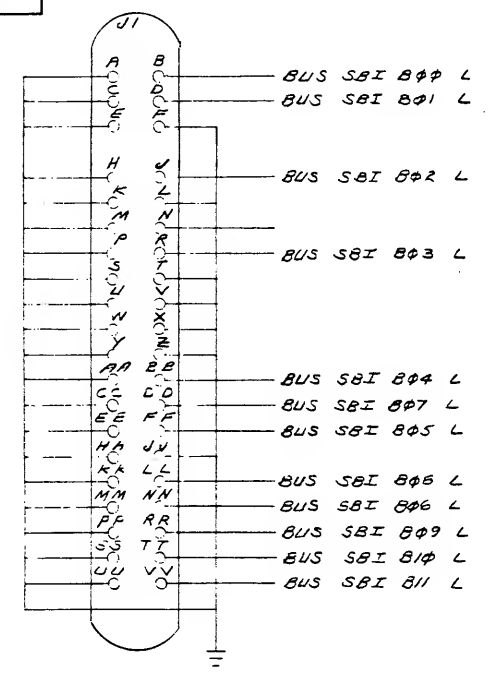 J1
A B
BUS SBI BØØ L
C D
BUS SBI BØ1 L
E F
H J
BUS SBI BØ2 L
K L
M N
P R
BUS SBI BØ3 L
S T
U V
W X
Y Z
AA BB
BUS SBI BØ4 L
CC DD
BUS SBI BØ7 L
EE FF
BUS SBI BØ5 L
HH JJ
KK LL
BUS SBI BØ8 L
MM NN
BUS SBI BØ6 L
PP RR
BUS SBI BØ9 L
SS TT
BUS SBI B1Ø L
UU VV
BUS SBI B11 L